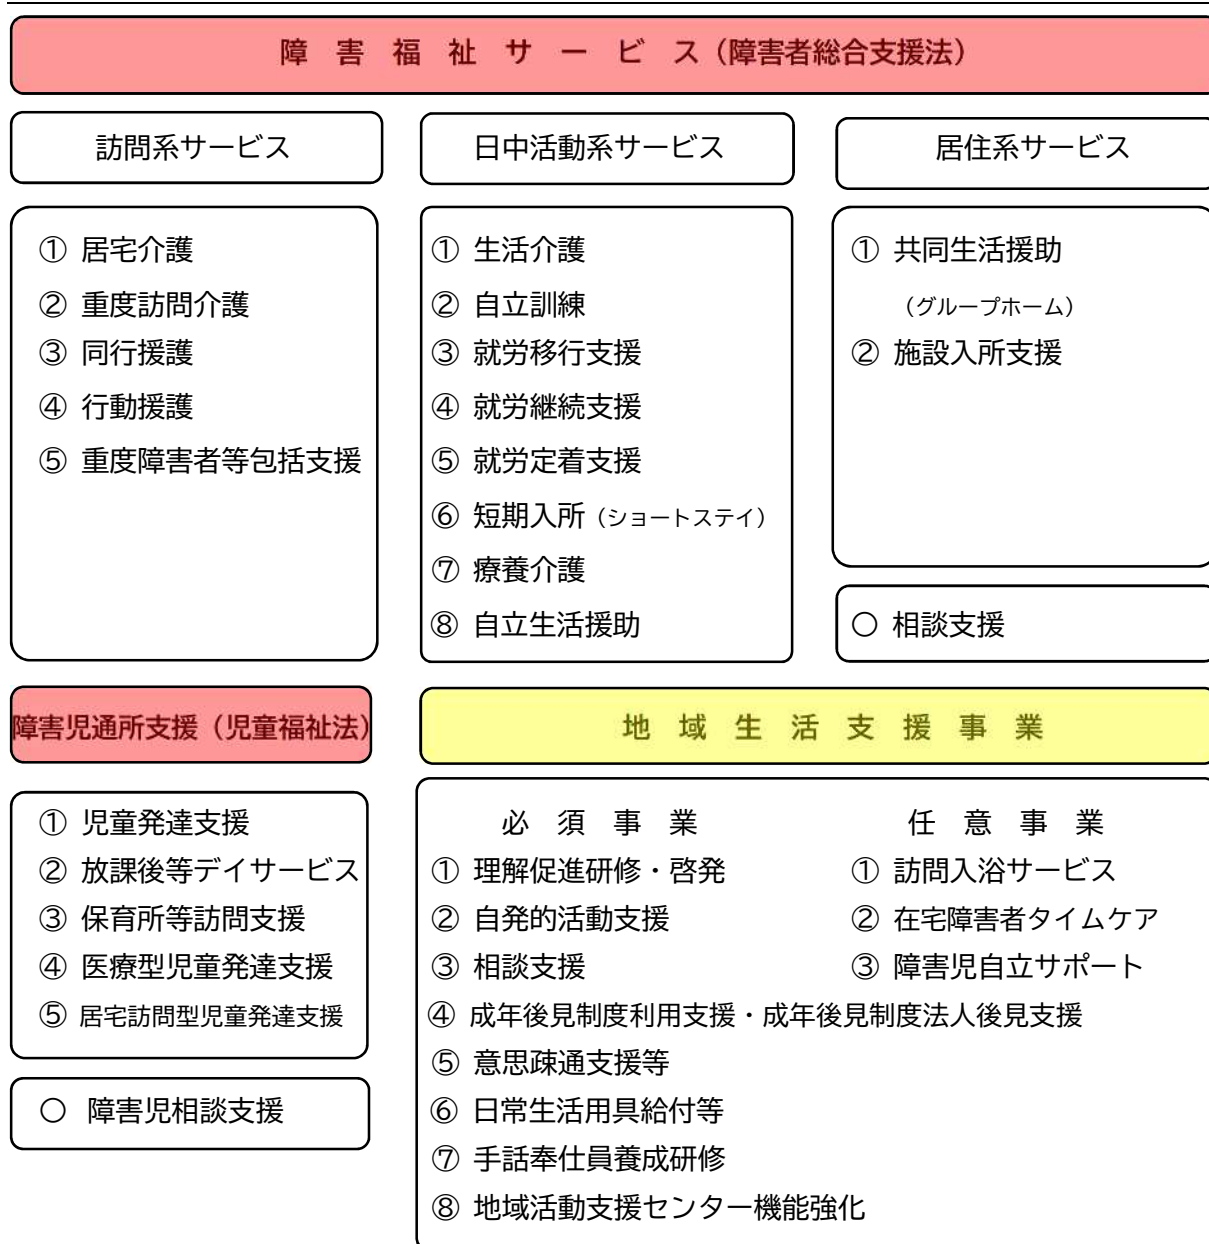 障害福祉サービス（障害者総合支援法）
訪問系サービス
① 居宅介護
② 重度訪問介護
③ 同行援護
④ 行動援護
⑤ 重度障害者等包括支援
日中活動系サービス
① 生活介護
② 自立訓練
③ 就労移行支援
④ 就労継続支援
⑤ 就労定着支援
⑥ 短期入所（ショートステイ）
⑦ 療養介護
⑧ 自立生活援助
居住系サービス
① 共同生活援助
（グループホーム）
② 施設入所支援
○ 相談支援
障害児通所支援（児童福祉法）
① 児童発達支援
② 放課後等デイサービス
③ 保育所等訪問支援
④ 医療型児童発達支援
⑤ 居宅訪問型児童発達支援
○ 障害児相談支援
地域生活支援事業
必須事業
① 理解促進研修・啓発
② 自発的活動支援
③ 相談支援
④ 成年後見制度利用支援・成年後見制度法人後見支援
⑤ 意思疎通支援等
⑥ 日常生活用具給付等
⑦ 手話奉仕員養成研修
⑧ 地域活動支援センター機能強化
任意事業
① 訪問入浴サービス
② 在宅障害者タイムケア
③ 障害児自立サポート